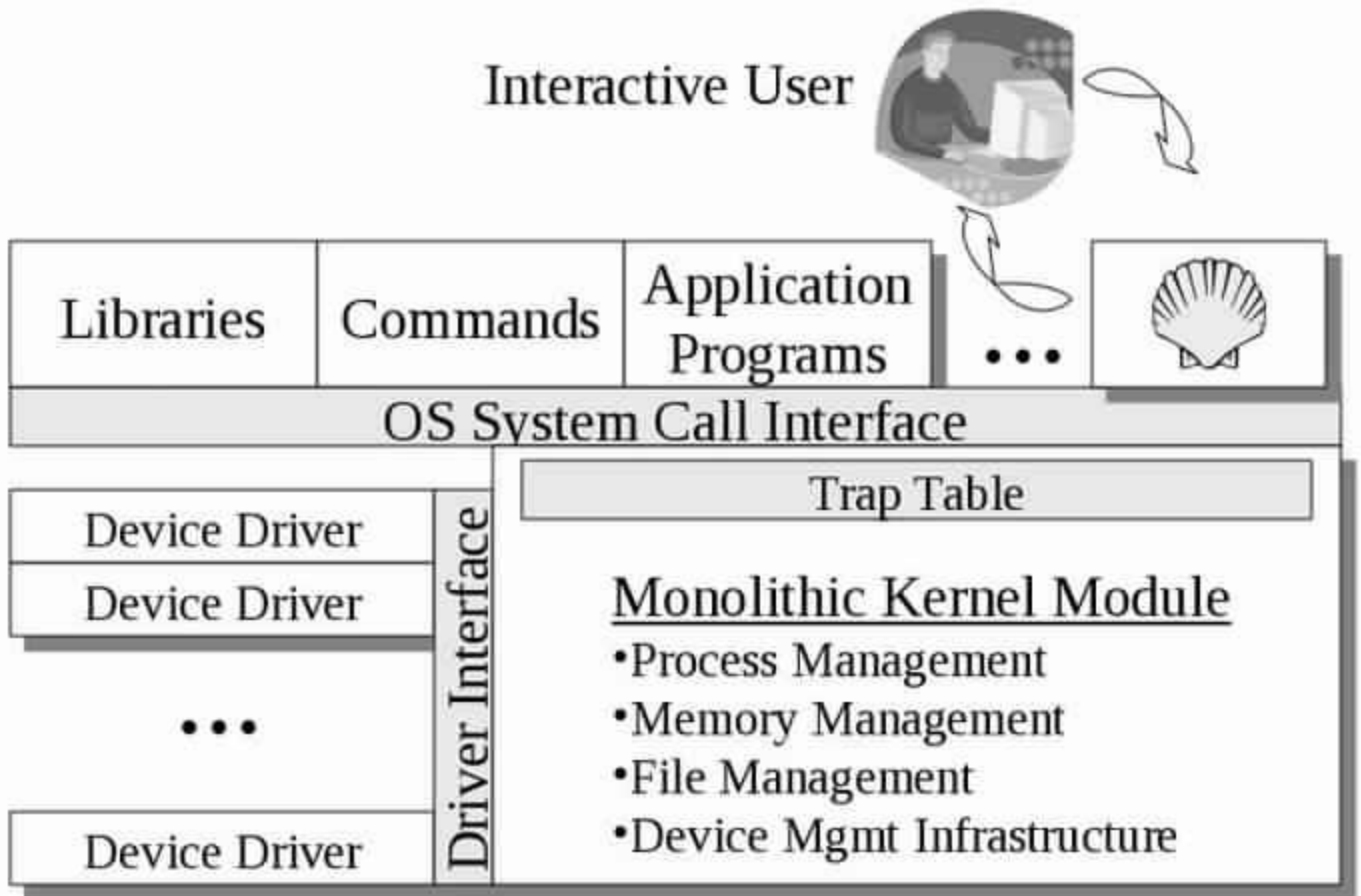 Interactive User
Libraries
Commands
Application
Programs
•••
OS System Call Interface
Trap Table
Device Driver
Device Driver
•••
Device Driver
Driver Interface
Monolithic Kernel Module
•Process Management
•Memory Management
•File Management
•Device Mgmt Infrastructure